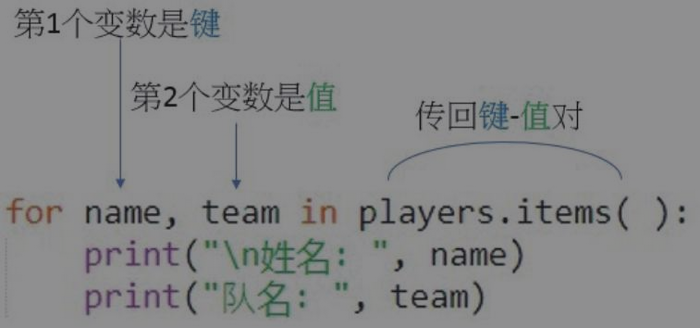 第1个变数是键
第2个变数是值
传回键-值对
for name, team in players.items( ):
    print("\n姓名: ", name)
    print("队名: ", team)